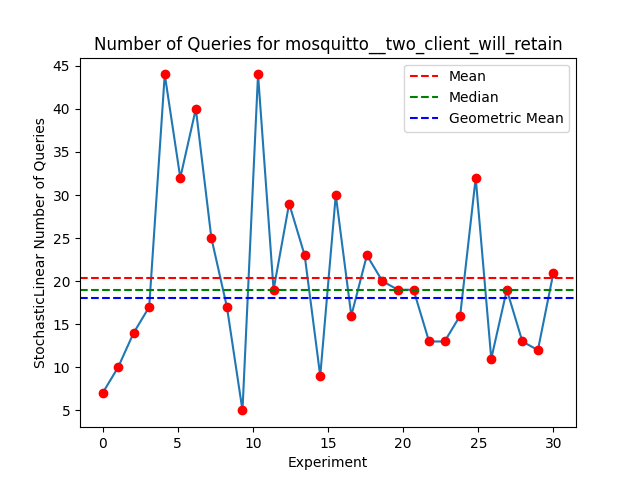 Number of Queries for mosquitto__two_client_will_retain
StochasticLinear Number of Queries
45
40
35
30
25
20
15
10
5
Mean
Median
Geometric Mean
0
5
10
15
20
25
30
Experiment